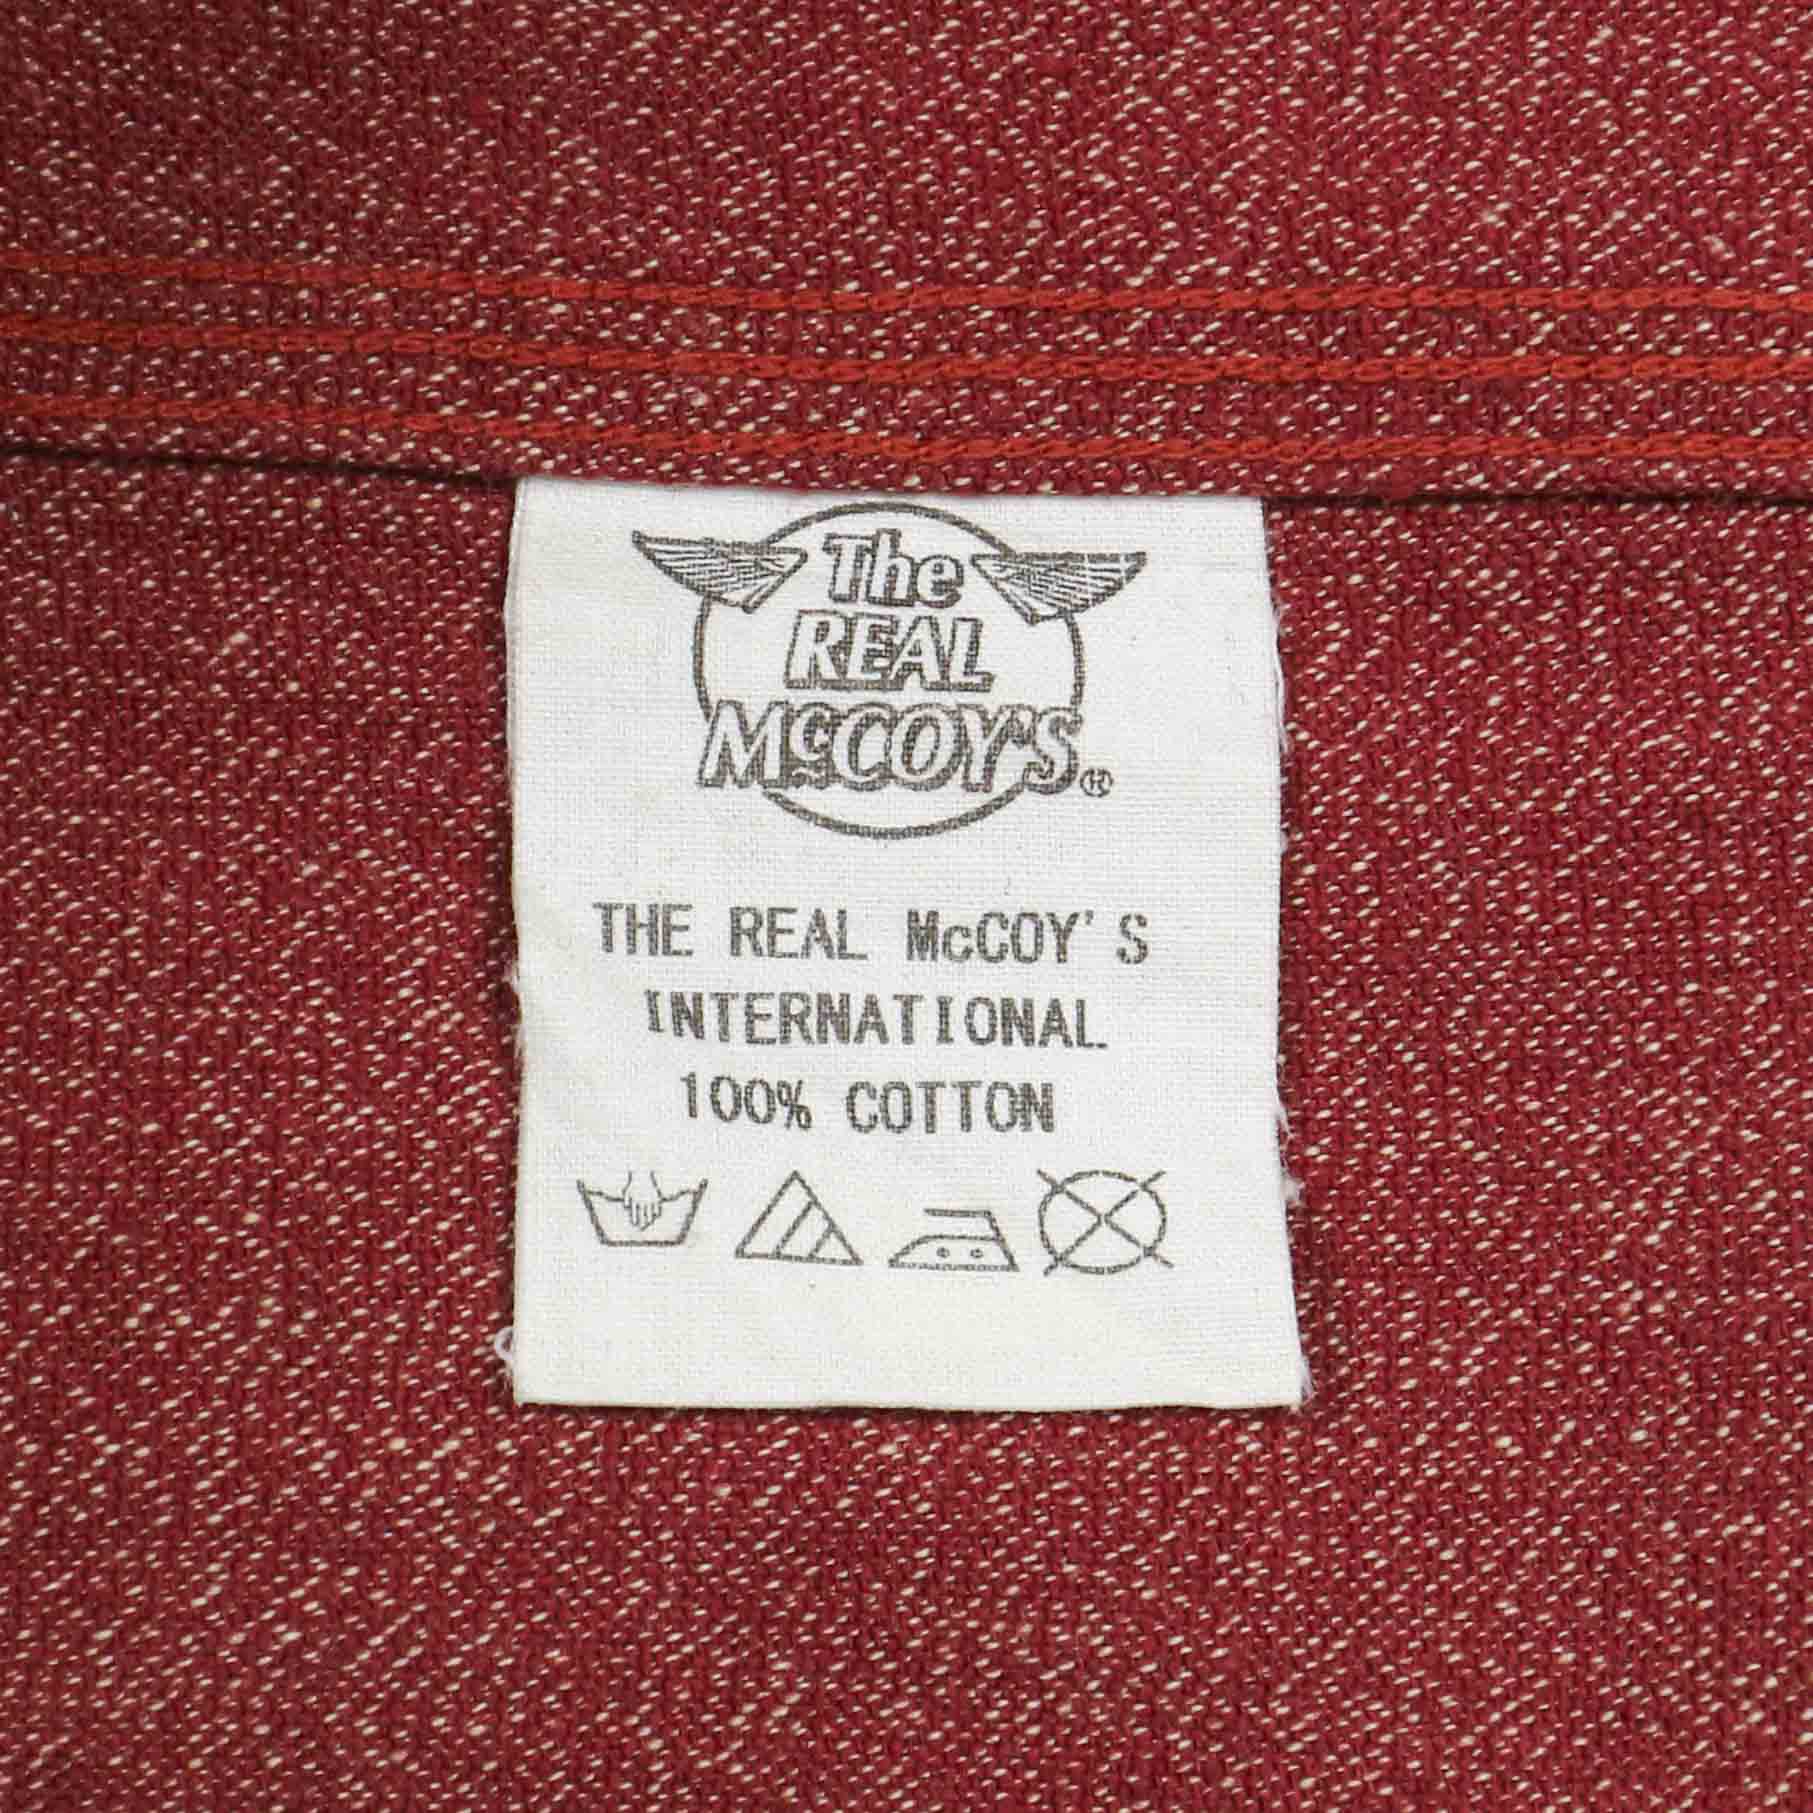 The
REAL
McCOY'S®
THE REAL McCOY'S
INTERNATIONAL
100% COTTON